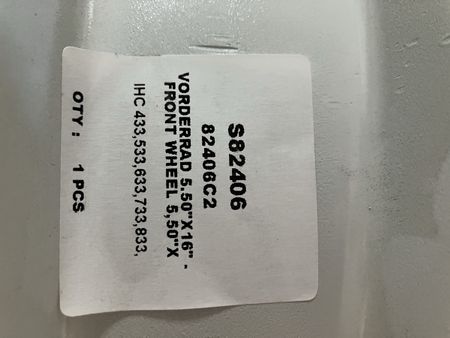 S82406
82406C2
VORDERRAD 5.50"X16" -
FRONT WHEEL 5,50"X
IHC 433,533,633,733,833,
QTY : 1 PCS